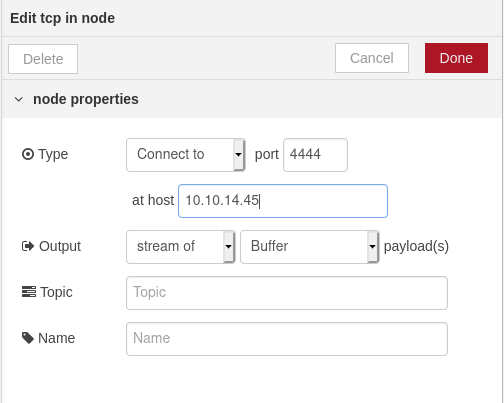 Edit tcp in node
Delete Cancel Done
node properties
Type Connect to port 4444
at host 10.10.14.45
Output stream of Buffer payload(s)
Topic Topic
Name Name